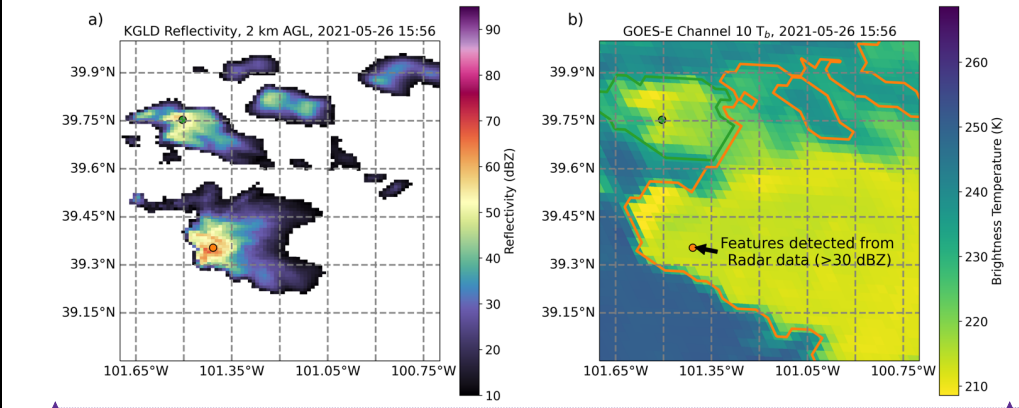 a)
KGLD Reflectivity, 2 km AGL, 2021-05-26 15:56
39.9°N
39.75°N
39.6°N
39.45°N
39.3°N
39.15°N
101.65°W
101.35°W
101.05°W
100.75°W
90
80
70
60
50
40
30
20
10
Reflectivity (dBZ)
b)
GOES-E Channel 10 Tb, 2021-05-26 15:56
39.9°N
39.75°N
39.6°N
39.45°N
39.3°N
39.15°N
Features detected from
Radar data (>30 dBZ)
101.65°W
101.35°W
101.05°W
100.75°W
260
250
240
230
220
210
Brightness Temperature (K)